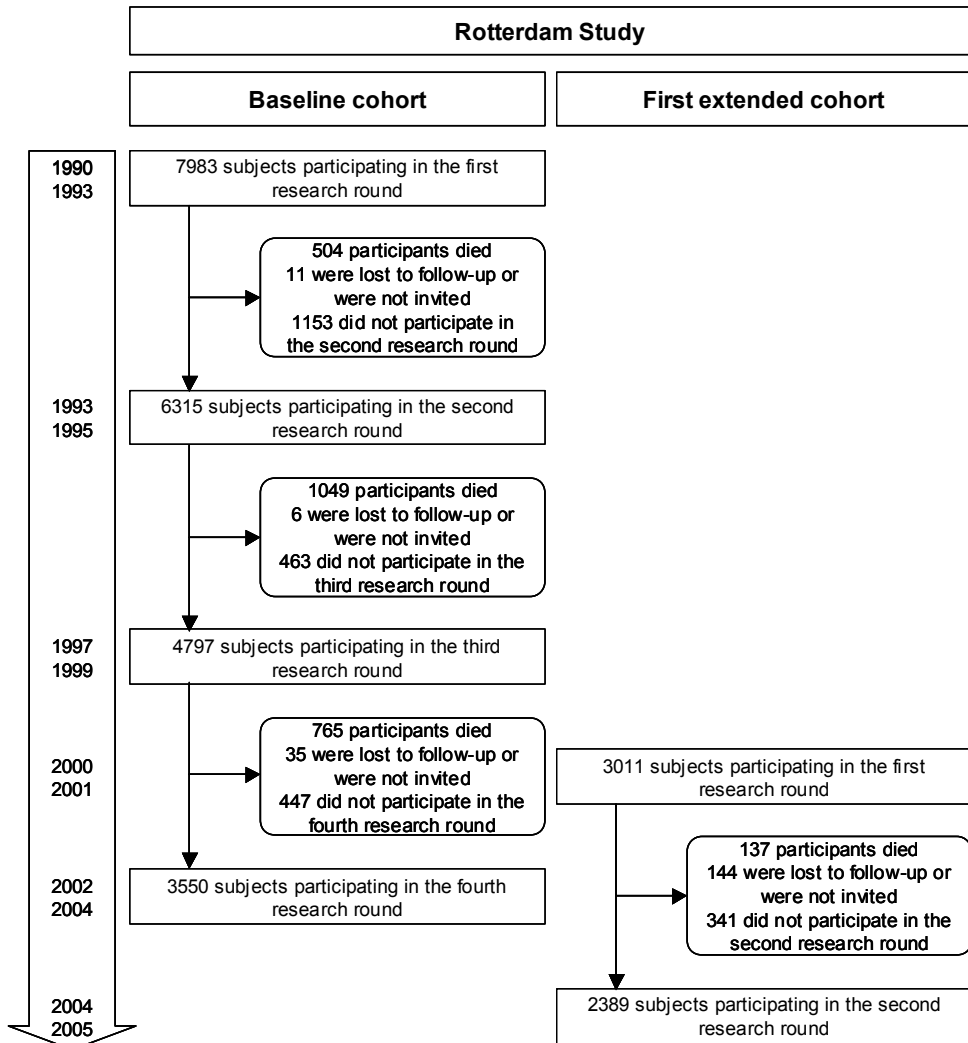 Rotterdam Study
Baseline cohort
First extended cohort
1990
1993
7983 subjects participating in the first
research round
504 participants died
11 were lost to follow-up or
were not invited
1153 did not participate in
the second research round
1993
1995
6315 subjects participating in the second
research round
1049 participants died
6 were lost to follow-up or
were not invited
463 did not participate in the
third research round
1997
1999
4797 subjects participating in the third
research round
765 participants died
35 were lost to follow-up or
were not invited
447 did not participate in the
fourth research round
2000
2001
3011 subjects participating in the first
research round
137 participants died
144 were lost to follow-up or
were not invited
341 did not participate in the
second research round
2002
2004
3550 subjects participating in the fourth
research round
2004
2005
2389 subjects participating in the second
research round